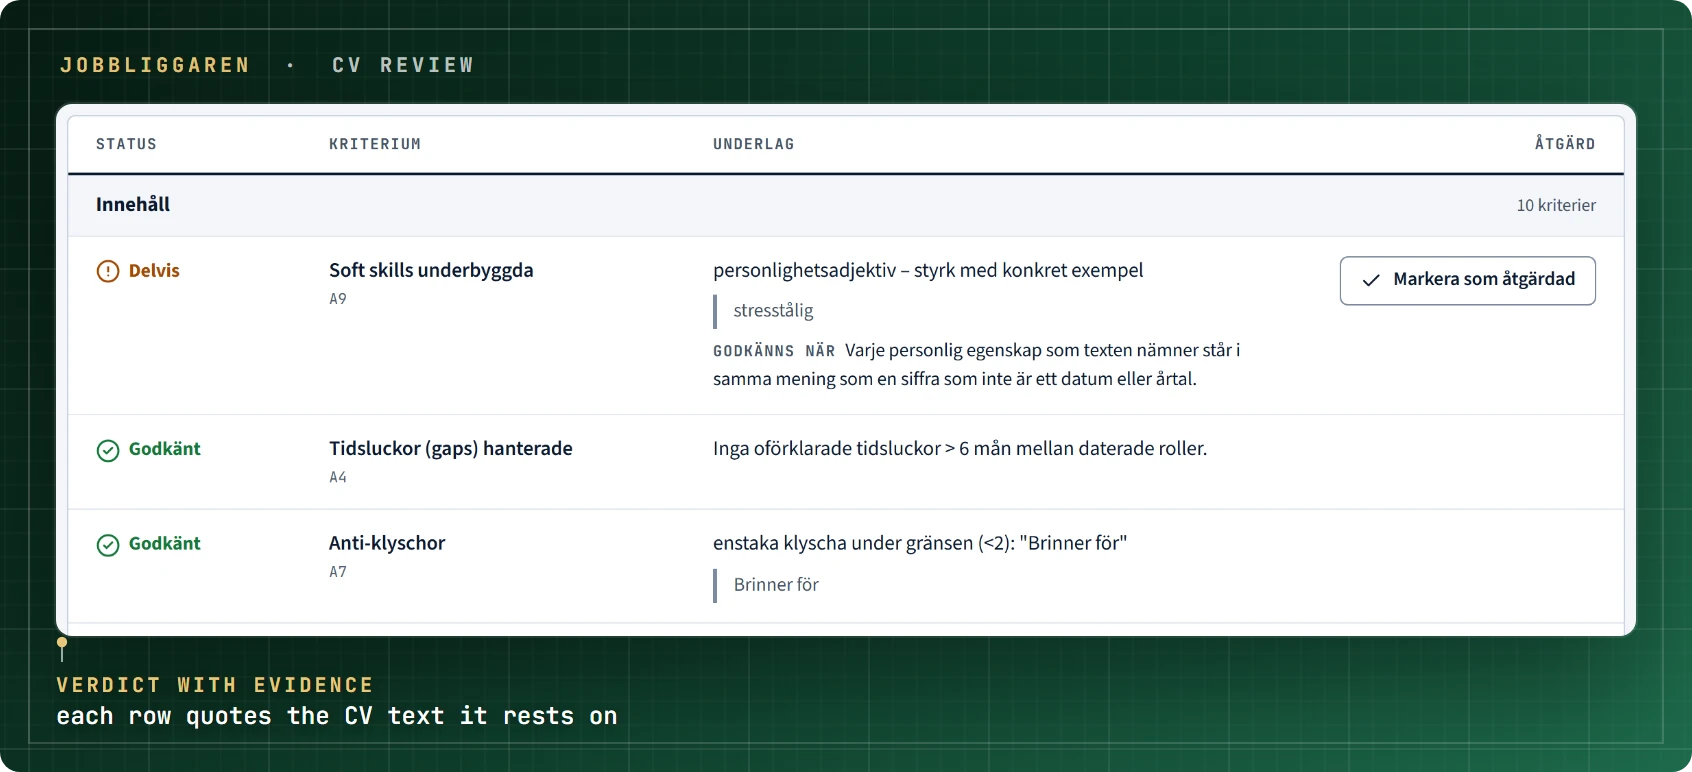 JOBBLIGGAREN · CV REVIEW
STATUS KRITERIUM UNDERLAG ÅTGÄRD
Innehåll 10 kriterier
Delvis Soft skills underbyggda personlighetsadjektiv – styrk med konkret exempel Markera som åtgärdad
A9
stresstålig
GODKÄNNS NÄR Varje personlig egenskap som texten nämner står i
samma mening som en siffra som inte är ett datum eller årtal.
Godkänt Tidsluckor (gaps) hanterade Inga oförklarade tidsluckor > 6 mån mellan daterade roller.
A4
Godkänt Anti-klyschor enstaka klyscha under gränsen (<2): "Brinner för"
A7
Brinner för
VERDICT WITH EVIDENCE
each row quotes the CV text it rests on